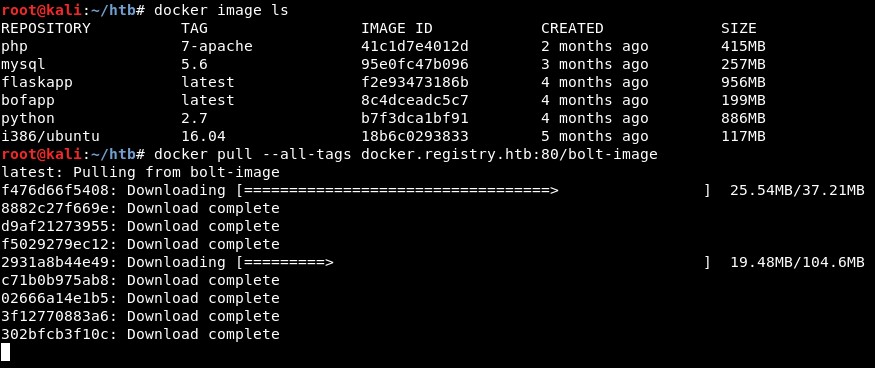 root@kali:~/htb# docker image ls
REPOSITORY          TAG                 IMAGE ID            CREATED             SIZE
php                 7-apache            41c1d7e4012d        2 months ago        415MB
mysql               5.6                 95e0fc47b096        3 months ago        257MB
flaskapp            latest              f2e93473186b        4 months ago        956MB
bofapp              latest              8c4dceadc5c7        4 months ago        199MB
python              2.7                 b7f3dca1bf91        4 months ago        886MB
i386/ubuntu         16.04               18b6c0293833        5 months ago        117MB
root@kali:~/htb# docker pull --all-tags docker.registry.htb:80/bolt-image
latest: Pulling from bolt-image
f476d66f5408: Downloading [==================================>                ]  25.54MB/37.21MB
8882c27f669e: Download complete
d9af21273955: Download complete
f5029279ec12: Download complete
2931a8b44e49: Downloading [=========>                                         ]  19.48MB/104.6MB
c71b0b975ab8: Download complete
02666a14e1b5: Download complete
3f12770883a6: Download complete
302bfcb3f10c: Download complete